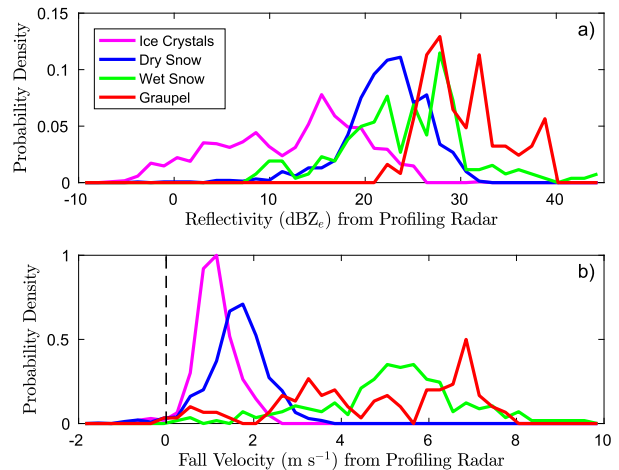 0.15
0.1
0.05
0
Probability Density
a)
Ice Crystals
Dry Snow
Wet Snow
Graupel
-10 0 10 20 30 40
Reflectivity (dBZe) from Profiling Radar
1
0.5
0
Probability Density
b)
-2 0 2 4 6 8 10
Fall Velocity (m s⁻¹) from Profiling Radar